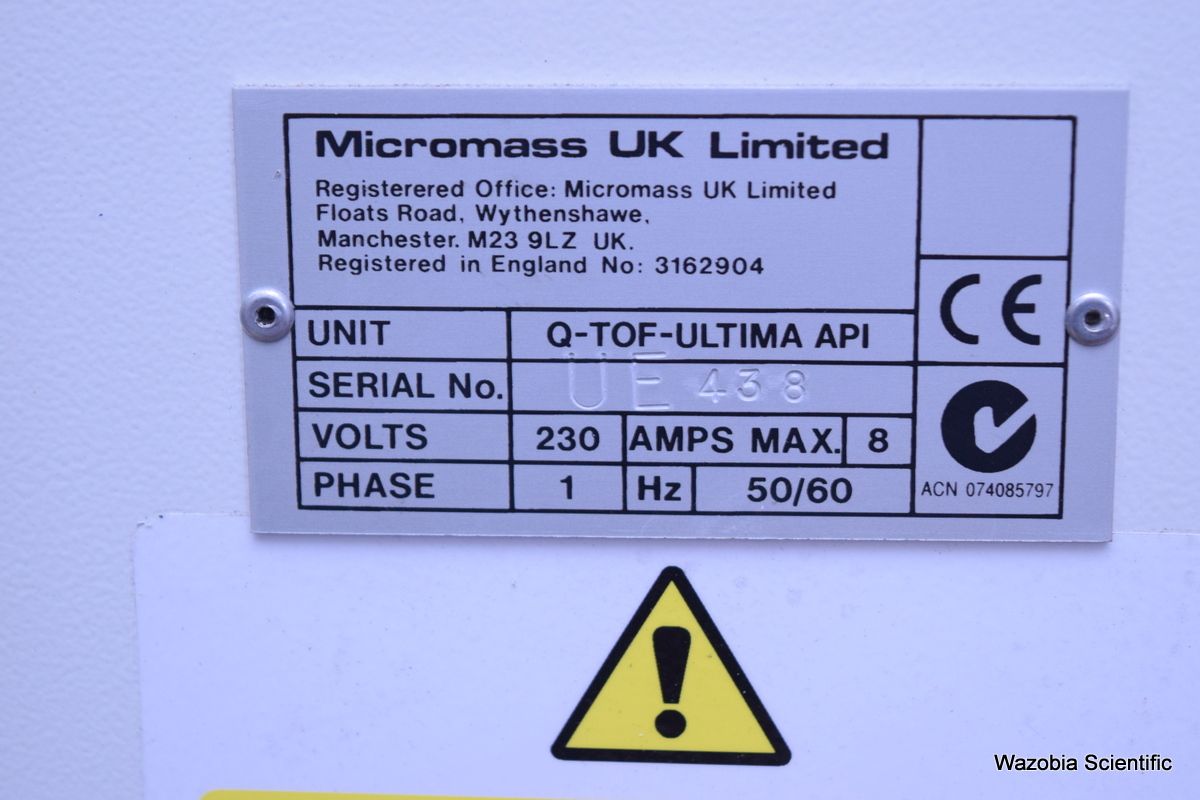 Micromass UK Limited
Registerered Office: Micromass UK Limited
Floats Road, Wythenshawe,
Manchester. M23 9LZ UK.
Registered in England No: 3162904
CE
UNIT Q-TOF-ULTIMA API
SERIAL No. UE 438
VOLTS 230 AMPS MAX. 8
PHASE 1 Hz 50/60
ACN 074085797
Wazobia Scientific